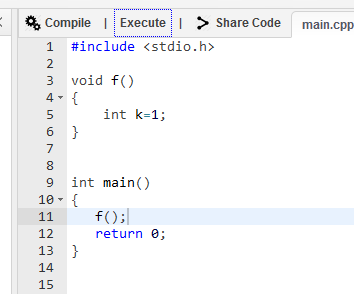 Compile | Execute | Share Code main.cpp
1 #include <stdio.h>
2
3 void f()
4 {
5     int k=1;
6 }
7
8
9 int main()
10 {
11    f();
12    return 0;
13 }
14
15